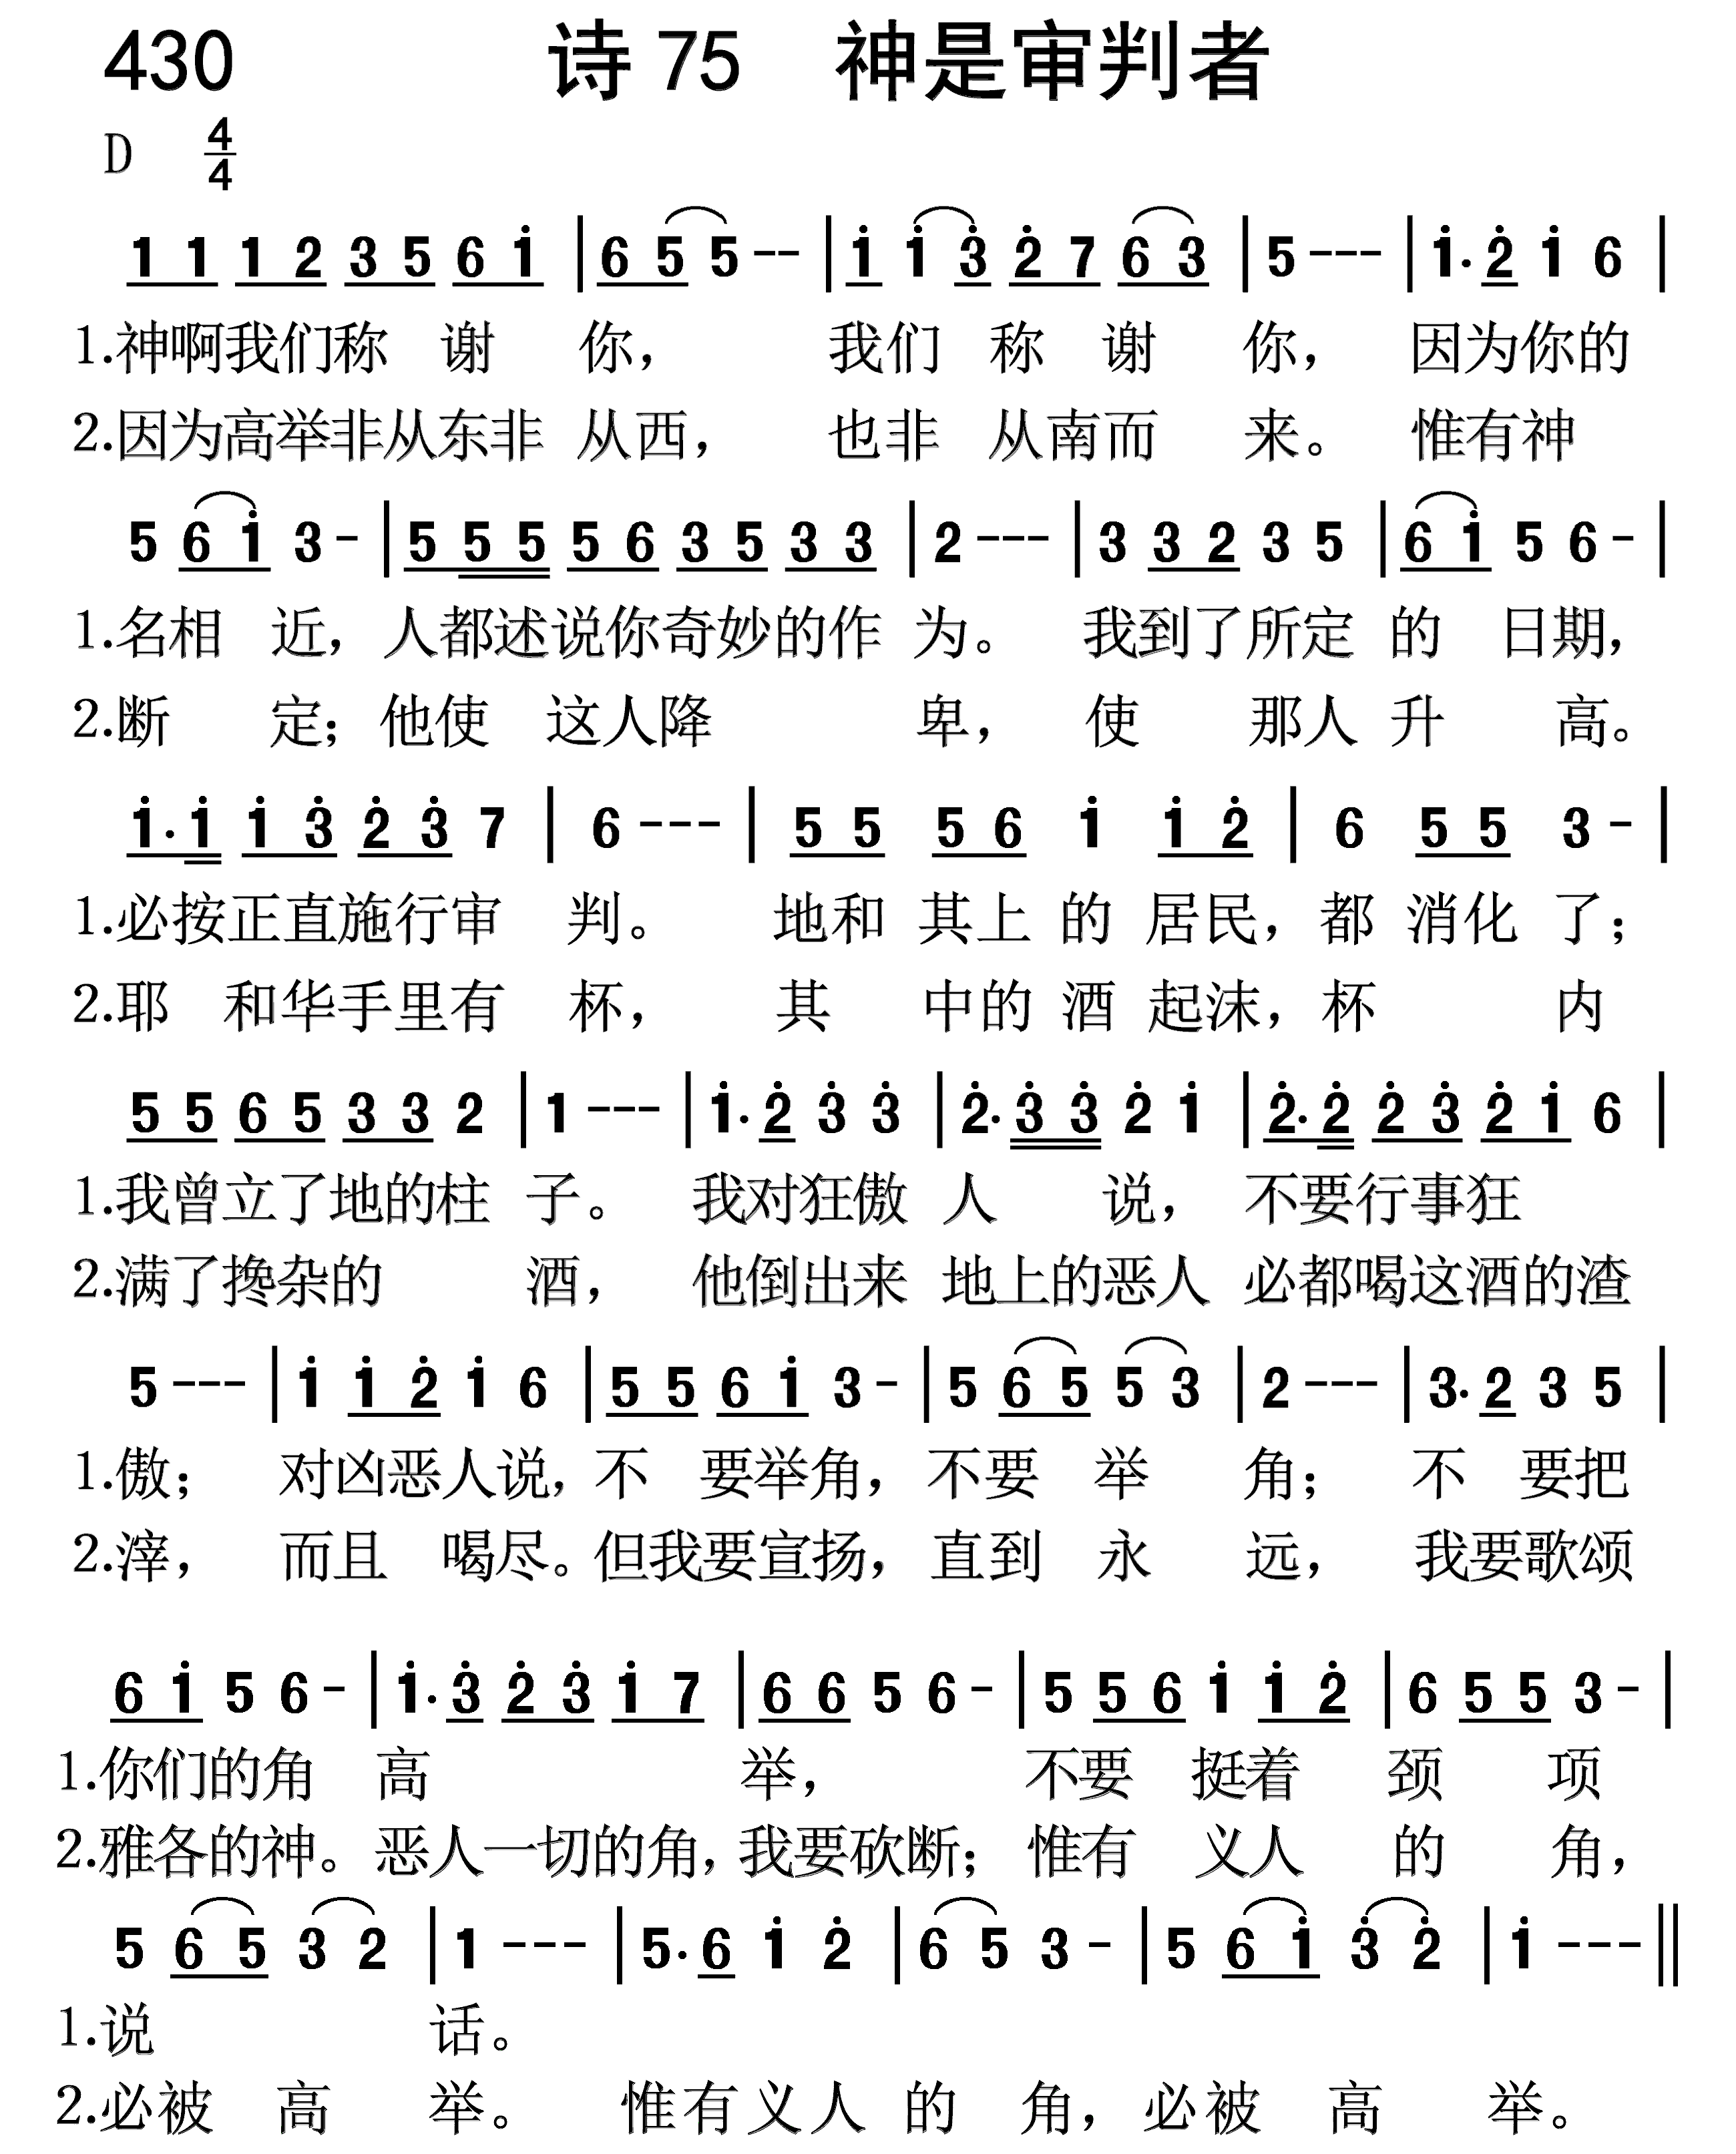 430 诗 75 神是审判者
D 4/4
1 1 1 2 3 5 6 i | 6 5 5 -- | i i 3 2 7 6 3 | 5 --- | i. 2 i 6 |
1.神啊我们称 谢 你， 我们 称 谢 你， 因为你的
2.因为高举非从东非 从西， 也非 从南而 来。 惟有神
5 6 i 3 - | 5 5 5 5 6 3 5 3 3 | 2 --- | 3 3 2 3 5 | 6 i 5 6 - |
1.名相 近，人都述说你奇妙的作 为。 我到了所定 的 日期，
2.断 定；他使 这人降 卑， 使 那人 升 高。
i. i i 3 2 3 7 | 6 --- | 5 5 5 6 i i 2 | 6 5 5 3 - |
1.必按正直施行审 判。 地和 其上 的 居民，都 消化 了；
2.耶 和华手里有 杯， 其 中的 酒 起沫，杯 内
5 5 6 5 3 3 2 | 1 --- | i. 2 3 3 | 2. 3 3 2 i | 2. 2 2 3 2 i 6 |
1.我曾立了地的柱 子。 我对狂傲 人 说， 不要行事狂
2.满了搀杂的 酒， 他倒出来 地上的恶人 必都喝这酒的渣
5 --- | i i 2 i 6 | 5 5 6 i 3 - | 5 6 5 5 3 | 2 --- | 3. 2 3 5 |
1.傲； 对凶恶人说，不 要举角，不要 举 角； 不 要把
2.滓， 而且 喝尽。但我要宣扬，直到 永 远， 我要歌颂
6 i 5 6 - | i. 3 2 3 i 7 | 6 6 5 6 - | 5 5 6 i i 2 | 6 5 5 3 - |
1.你们的角 高 举， 不要 挺着 颈 项
2.雅各的神。恶人一切的角，我要砍断； 惟有 义人 的 角，
5 6 5 3 2 | 1 --- | 5. 6 i 2 | 6 5 3 - | 5 6 i 3 2 | i --- ||
1.说 话。
2.必被 高 举。 惟有义人 的 角，必被 高 举。